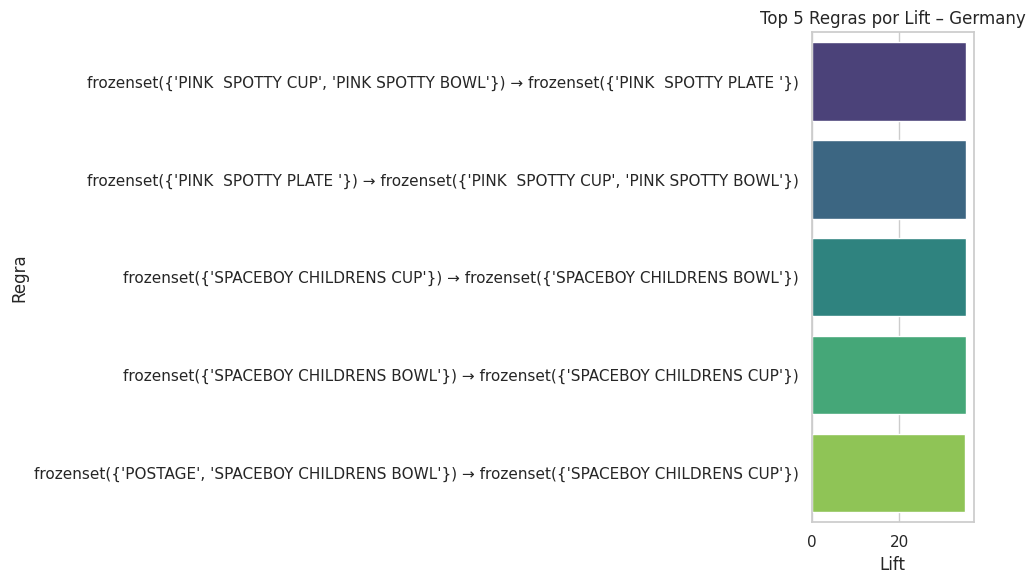 Top 5 Regras por Lift – Germany
frozenset({'PINK  SPOTTY CUP', 'PINK SPOTTY BOWL'}) → frozenset({'PINK  SPOTTY PLATE '})
frozenset({'PINK  SPOTTY PLATE '}) → frozenset({'PINK  SPOTTY CUP', 'PINK SPOTTY BOWL'})
frozenset({'SPACEBOY CHILDRENS CUP'}) → frozenset({'SPACEBOY CHILDRENS BOWL'})
frozenset({'SPACEBOY CHILDRENS BOWL'}) → frozenset({'SPACEBOY CHILDRENS CUP'})
frozenset({'POSTAGE', 'SPACEBOY CHILDRENS BOWL'}) → frozenset({'SPACEBOY CHILDRENS CUP'})
Regra
0 20
Lift